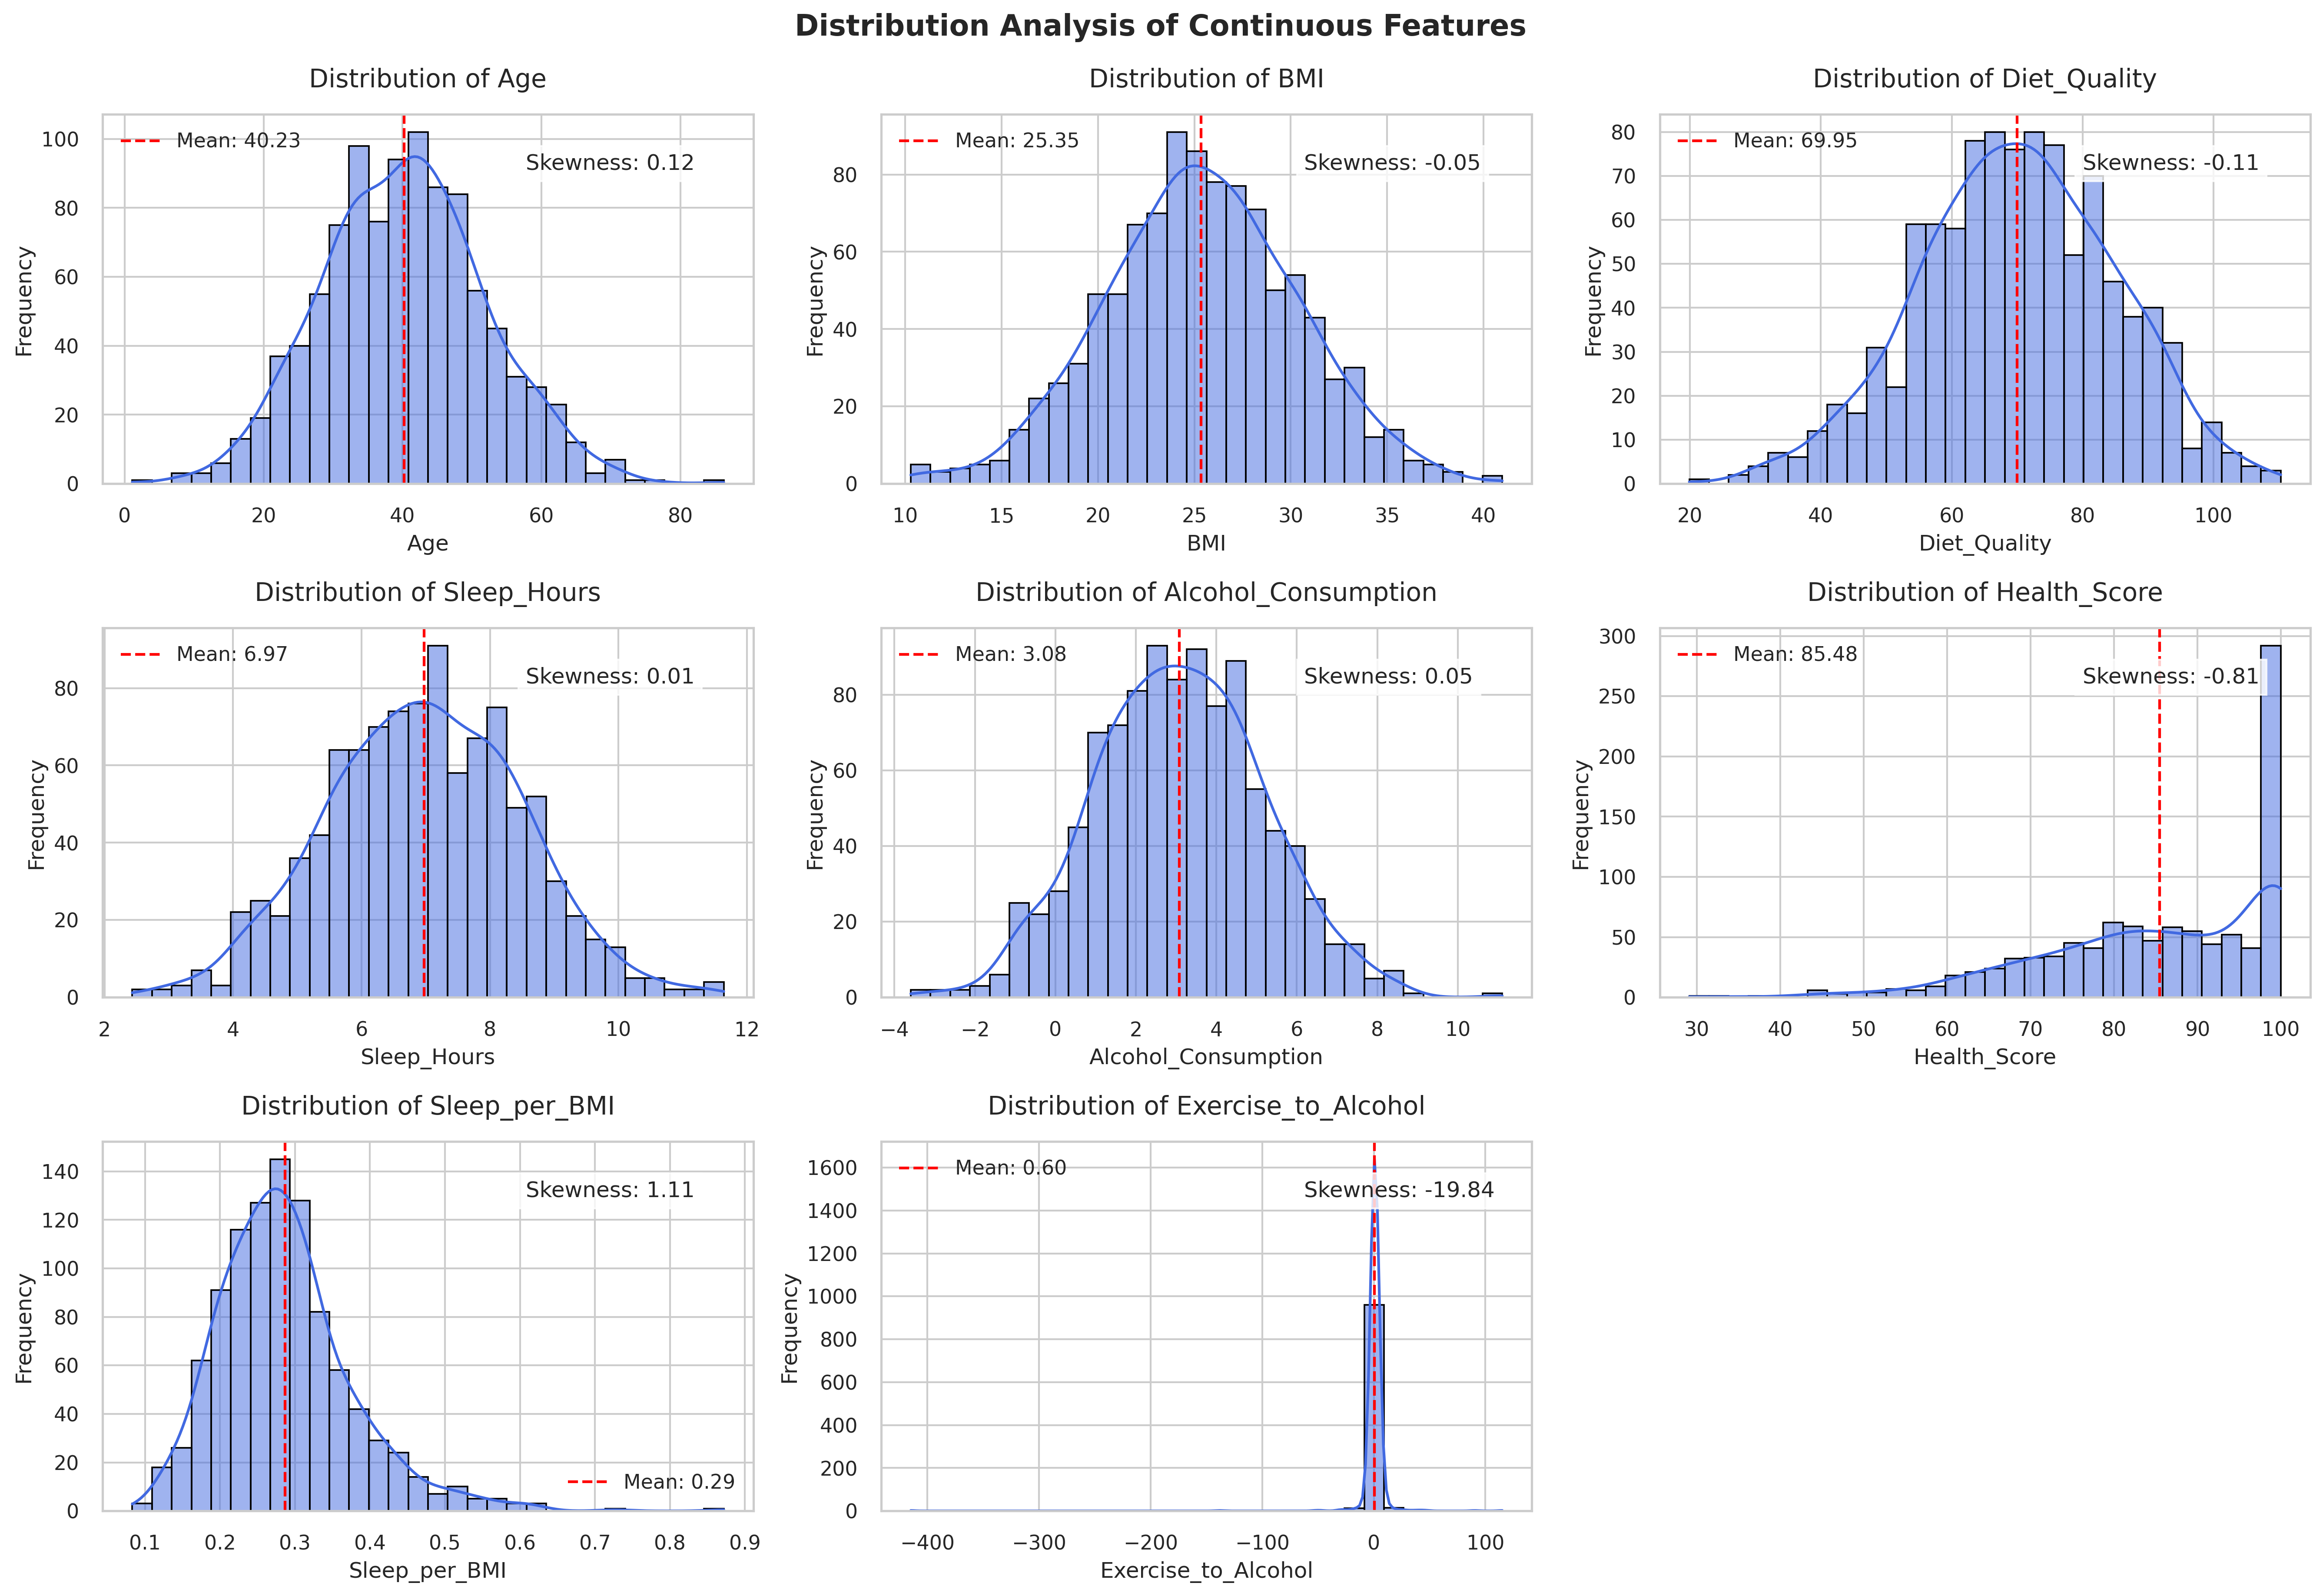 Distribution Analysis of Continuous Features
Distribution of Age
Mean: 40.23
Skewness: 0.12
Frequency
100
80
60
40
20
0
0 20 40 60 80
Age
Distribution of BMI
Mean: 25.35
Skewness: -0.05
Frequency
80
60
40
20
0
10 15 20 25 30 35 40
BMI
Distribution of Diet_Quality
Mean: 69.95
Skewness: -0.11
Frequency
80
70
60
50
40
30
20
10
0
20 40 60 80 100
Diet_Quality
Distribution of Sleep_Hours
Mean: 6.97
Skewness: 0.01
Frequency
80
60
40
20
0
2 4 6 8 10 12
Sleep_Hours
Distribution of Alcohol_Consumption
Mean: 3.08
Skewness: 0.05
Frequency
80
60
40
20
0
−4 −2 0 2 4 6 8 10
Alcohol_Consumption
Distribution of Health_Score
Mean: 85.48
Skewness: -0.81
Frequency
300
250
200
150
100
50
0
30 40 50 60 70 80 90 100
Health_Score
Distribution of Sleep_per_BMI
Skewness: 1.11
Mean: 0.29
Frequency
140
120
100
80
60
40
20
0
0.1 0.2 0.3 0.4 0.5 0.6 0.7 0.8 0.9
Sleep_per_BMI
Distribution of Exercise_to_Alcohol
Mean: 0.60
Skewness: -19.84
Frequency
1600
1400
1200
1000
800
600
400
200
0
−400 −300 −200 −100 0 100
Exercise_to_Alcohol